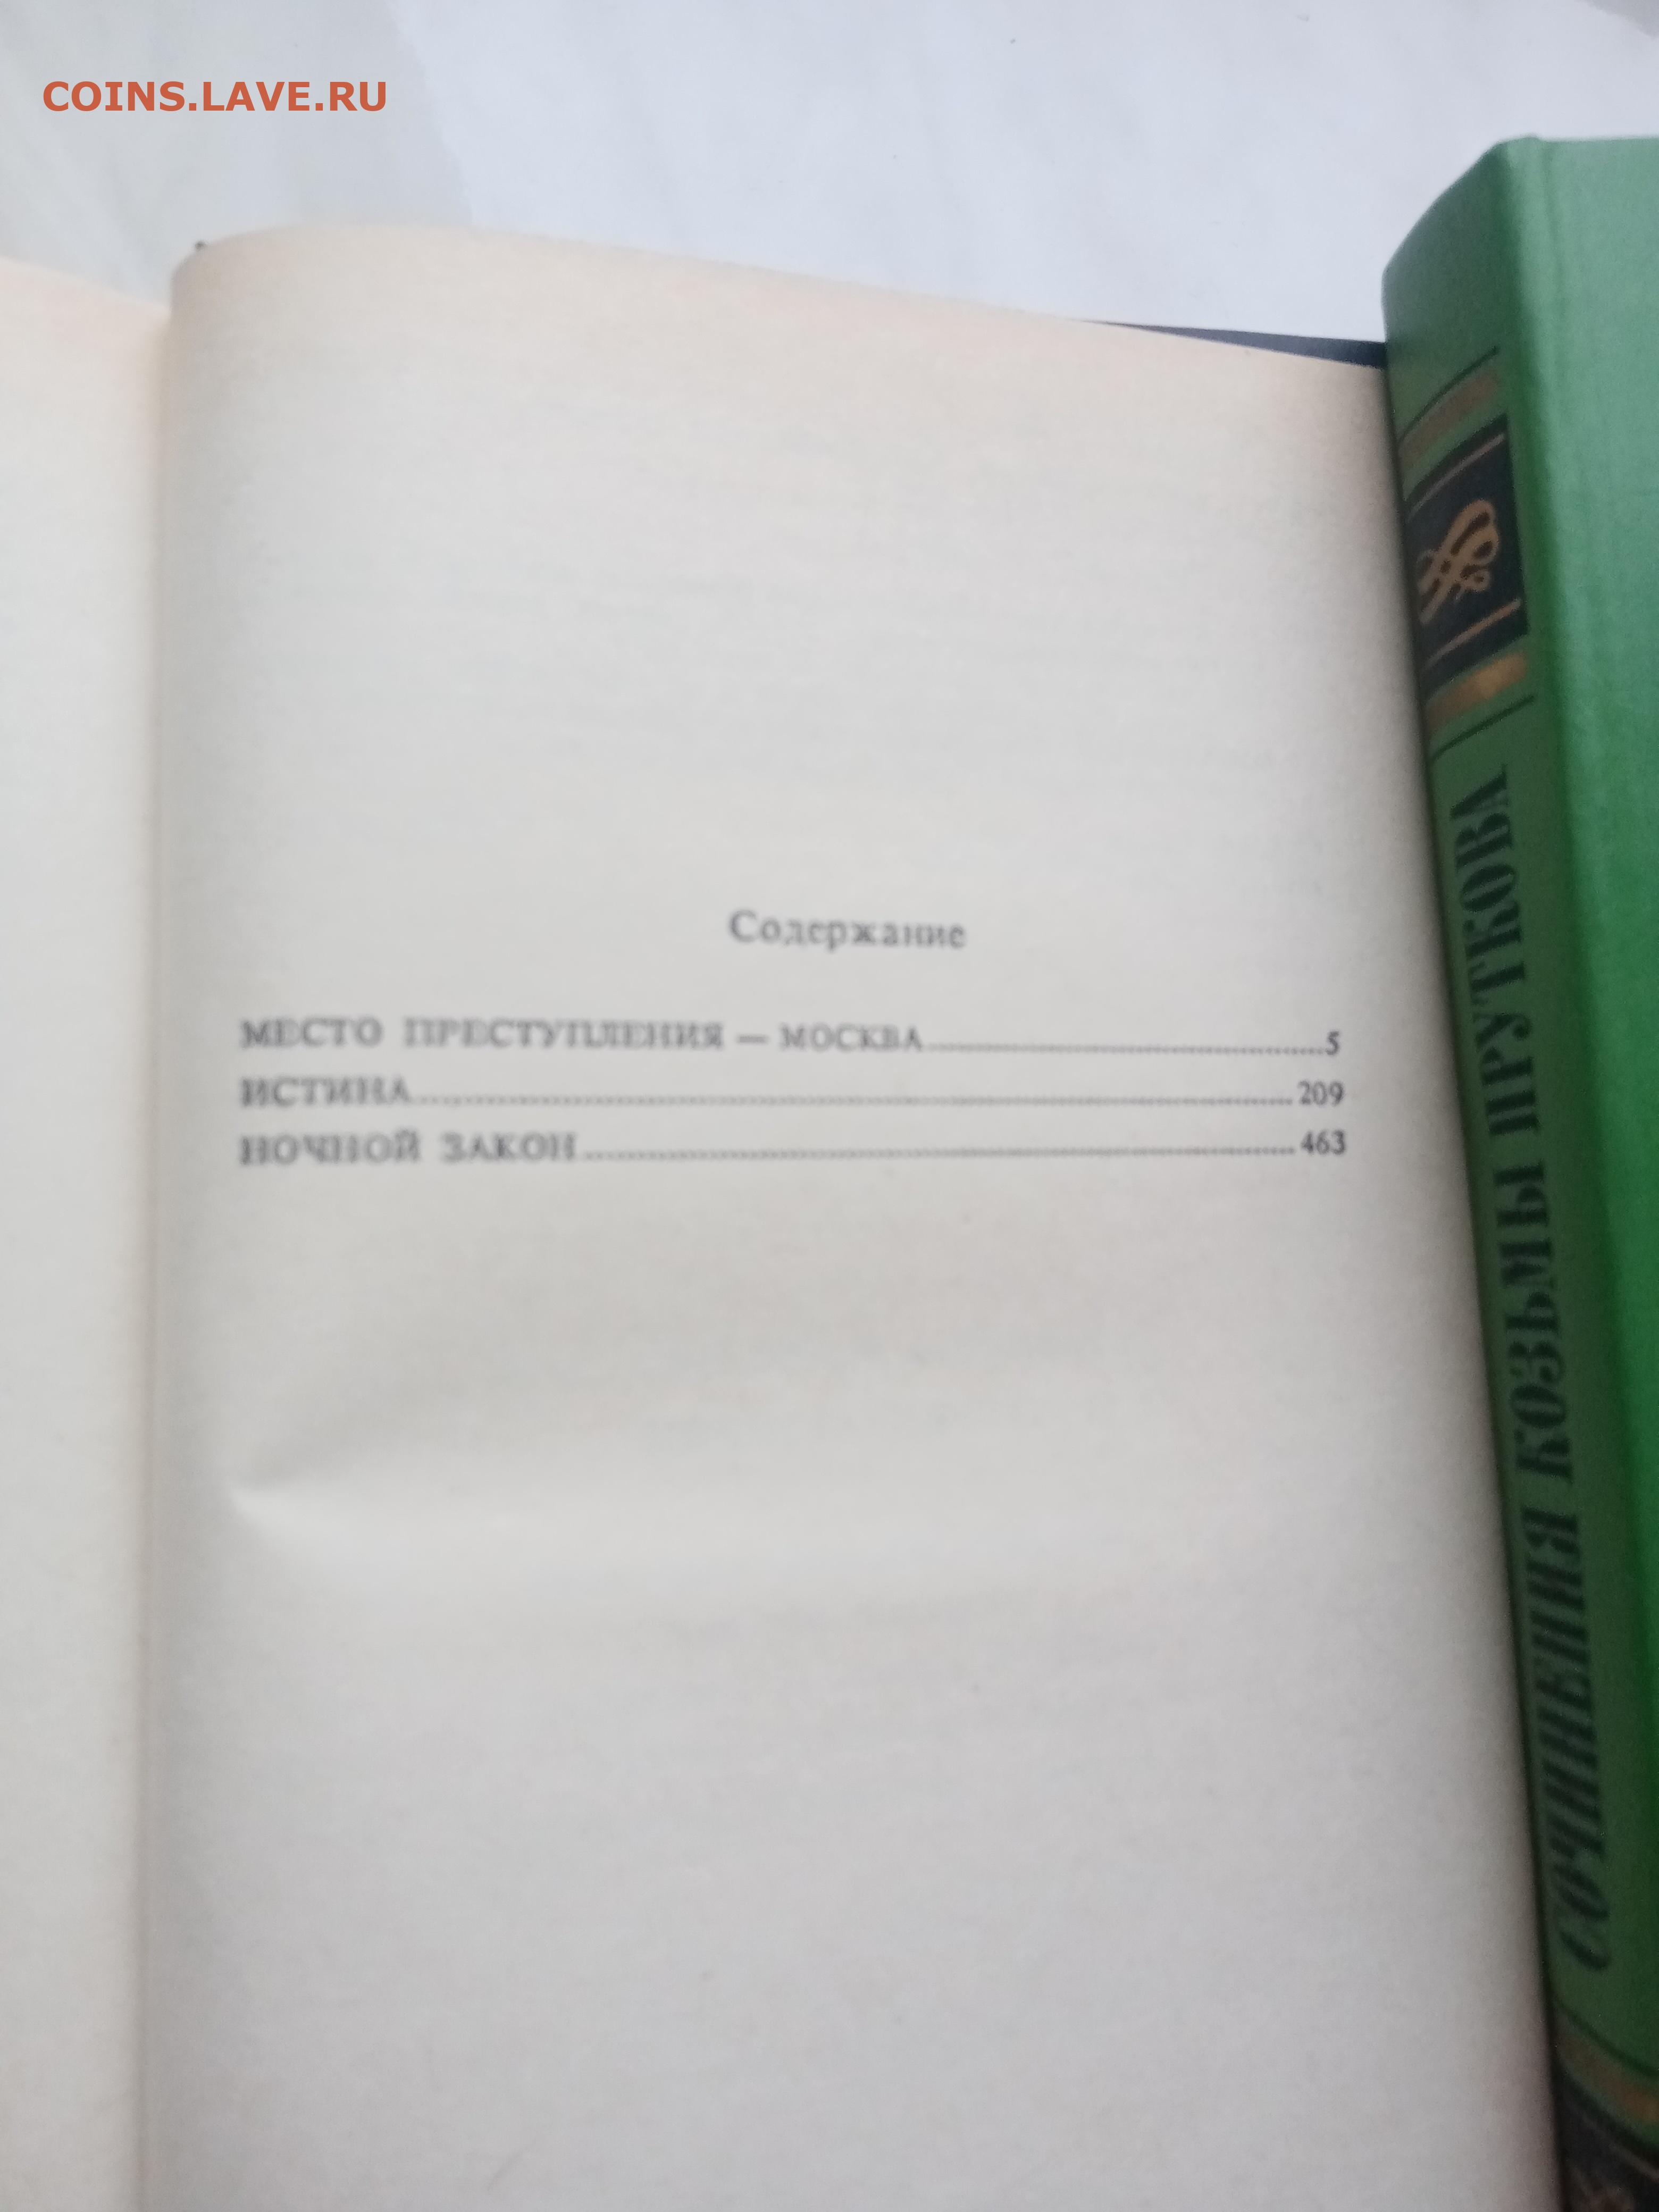 COINS.LAVE.RU
Содержание
МЕСТО ПРЕСТУПЛЕНИЯ — МОСКВА 5
ИСТИНА 209
НОЧНОЙ ЗАКОН 463
СОЧИНЕНИЯ КОЗЬМЫ ПРУТКОВА